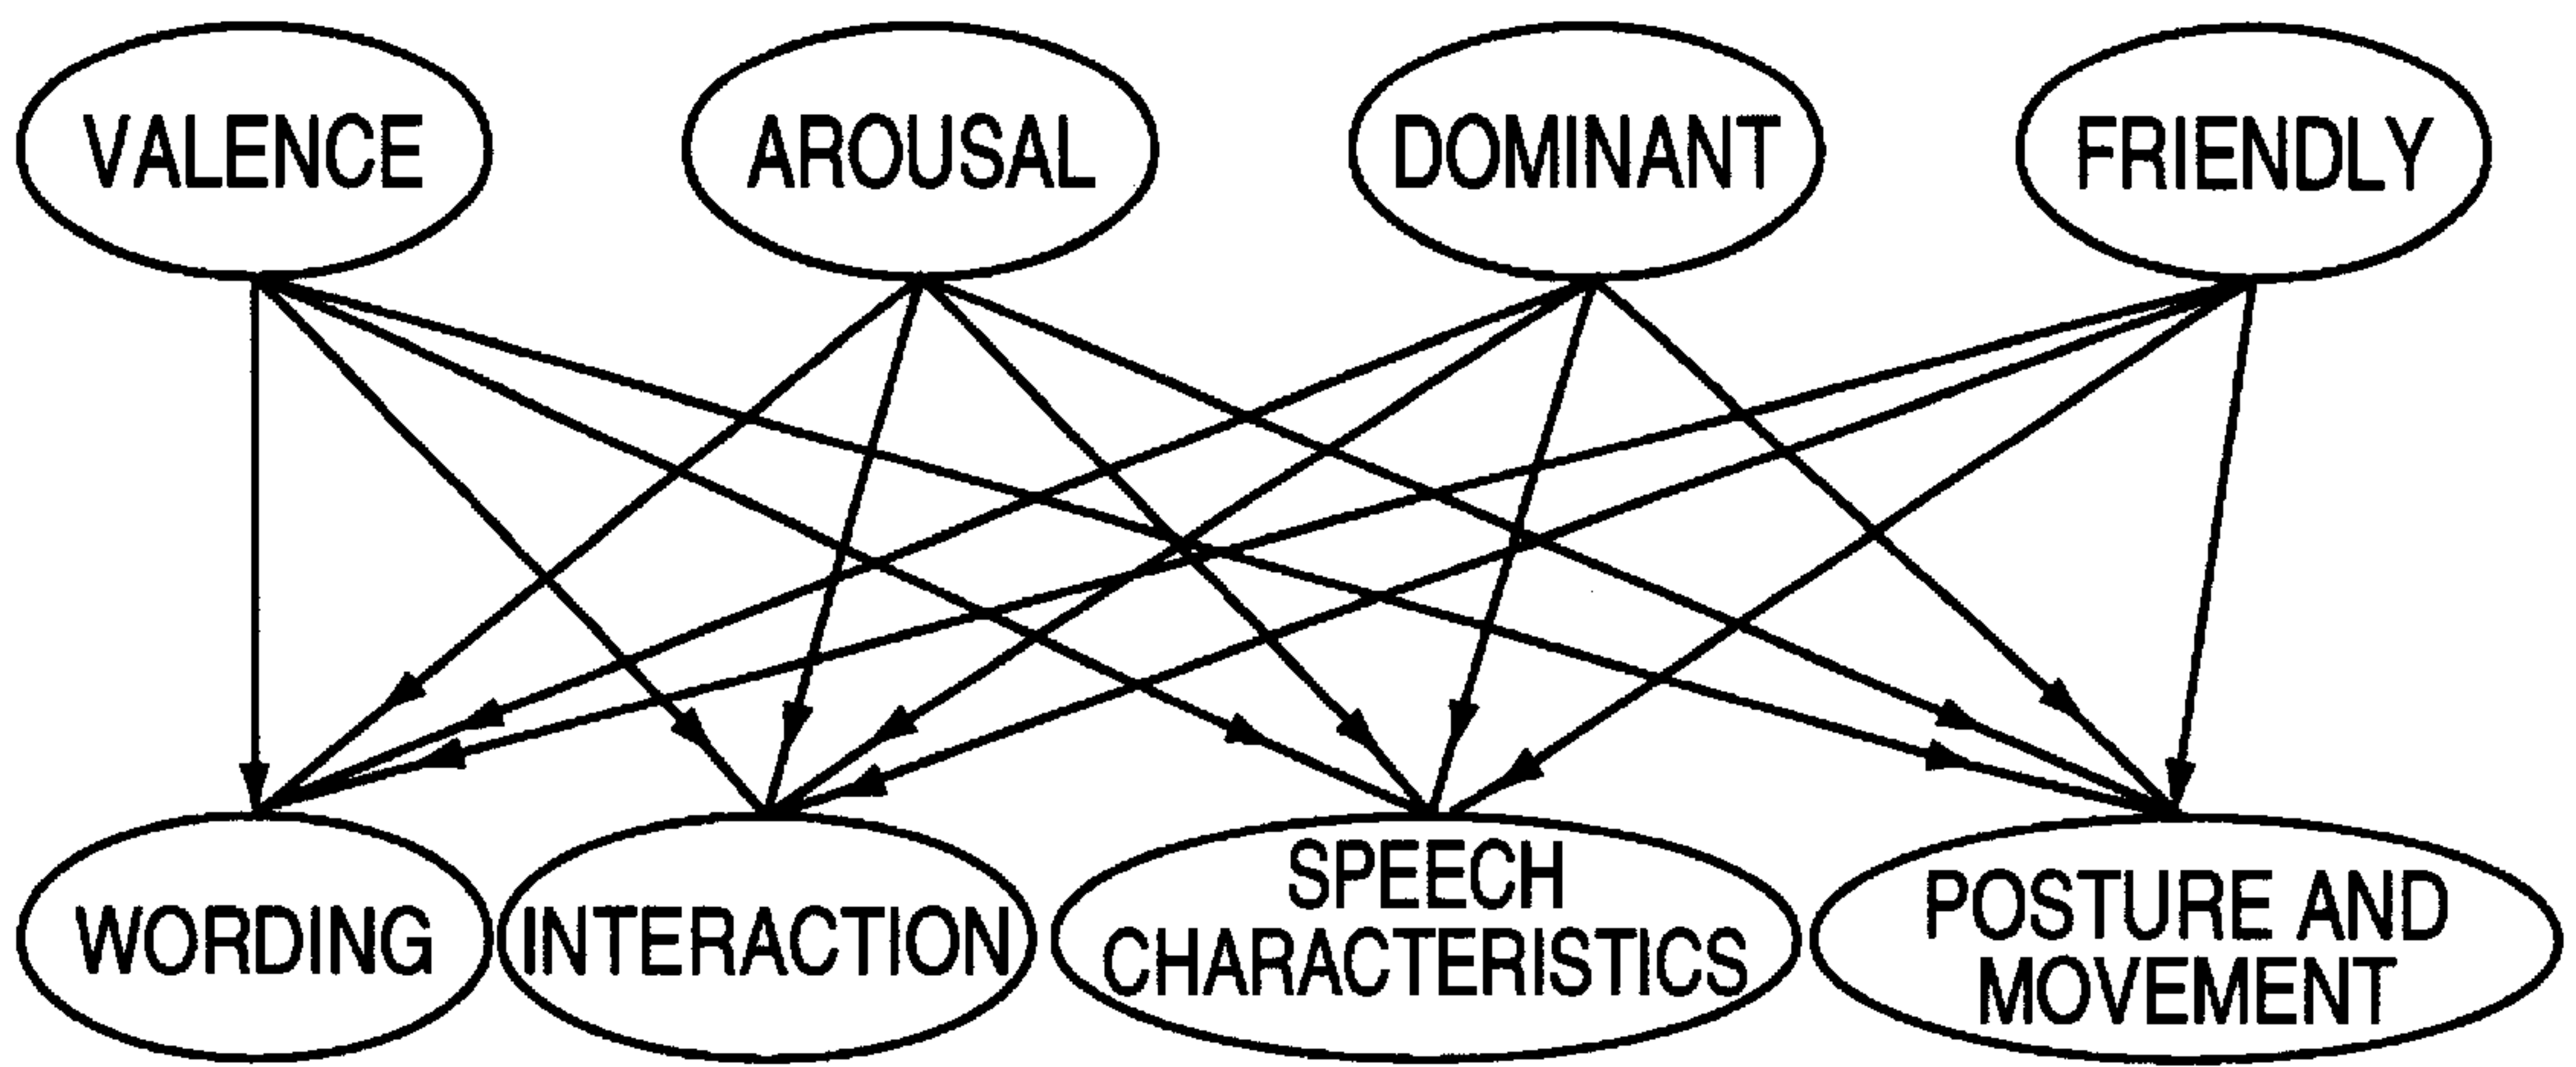 VALENCE
AROUSAL
DOMINANT
FRIENDLY
WORDING
INTERACTION
SPEECH
CHARACTERISTICS
POSTURE AND
MOVEMENT